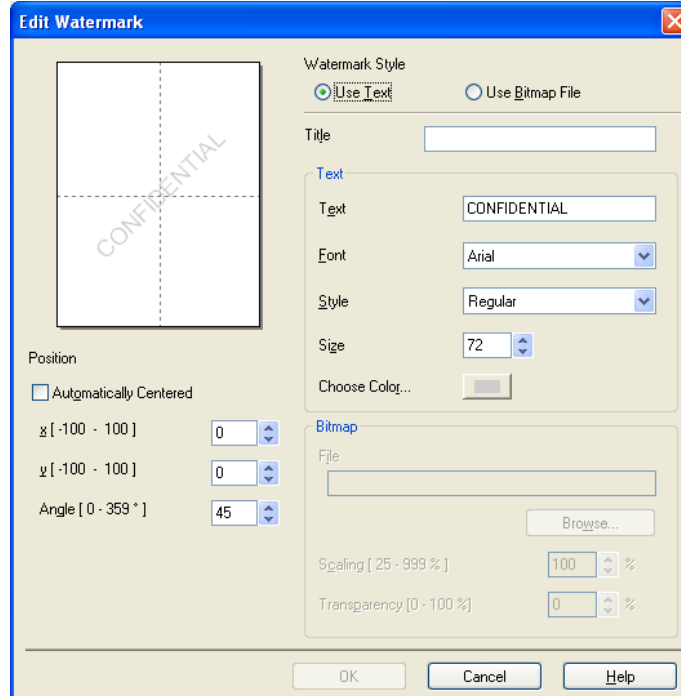 Edit Watermark
CONFIDENTIAL
Position
Automatically Centered
x [ -100 - 100 ] 0
y [ -100 - 100 ] 0
Angle [ 0 - 359 ° ] 45
Watermark Style
Use Text Use Bitmap File
Title
Text
Text CONFIDENTIAL
Font Arial
Style Regular
Size 72
Choose Color...
Bitmap
File
Browse...
Scaling [ 25 - 999 % ] 100 %
Transparency [0 - 100 %] 0 %
OK Cancel Help